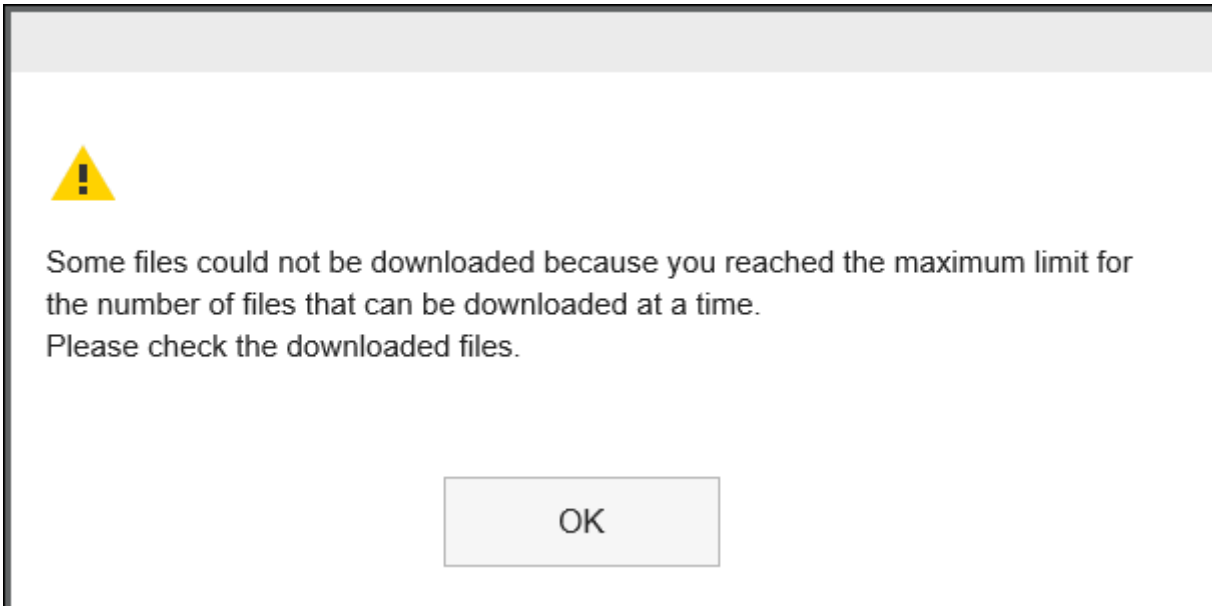 Some files could not be downloaded because you reached the maximum limit for
the number of files that can be downloaded at a time.
Please check the downloaded files.
OK